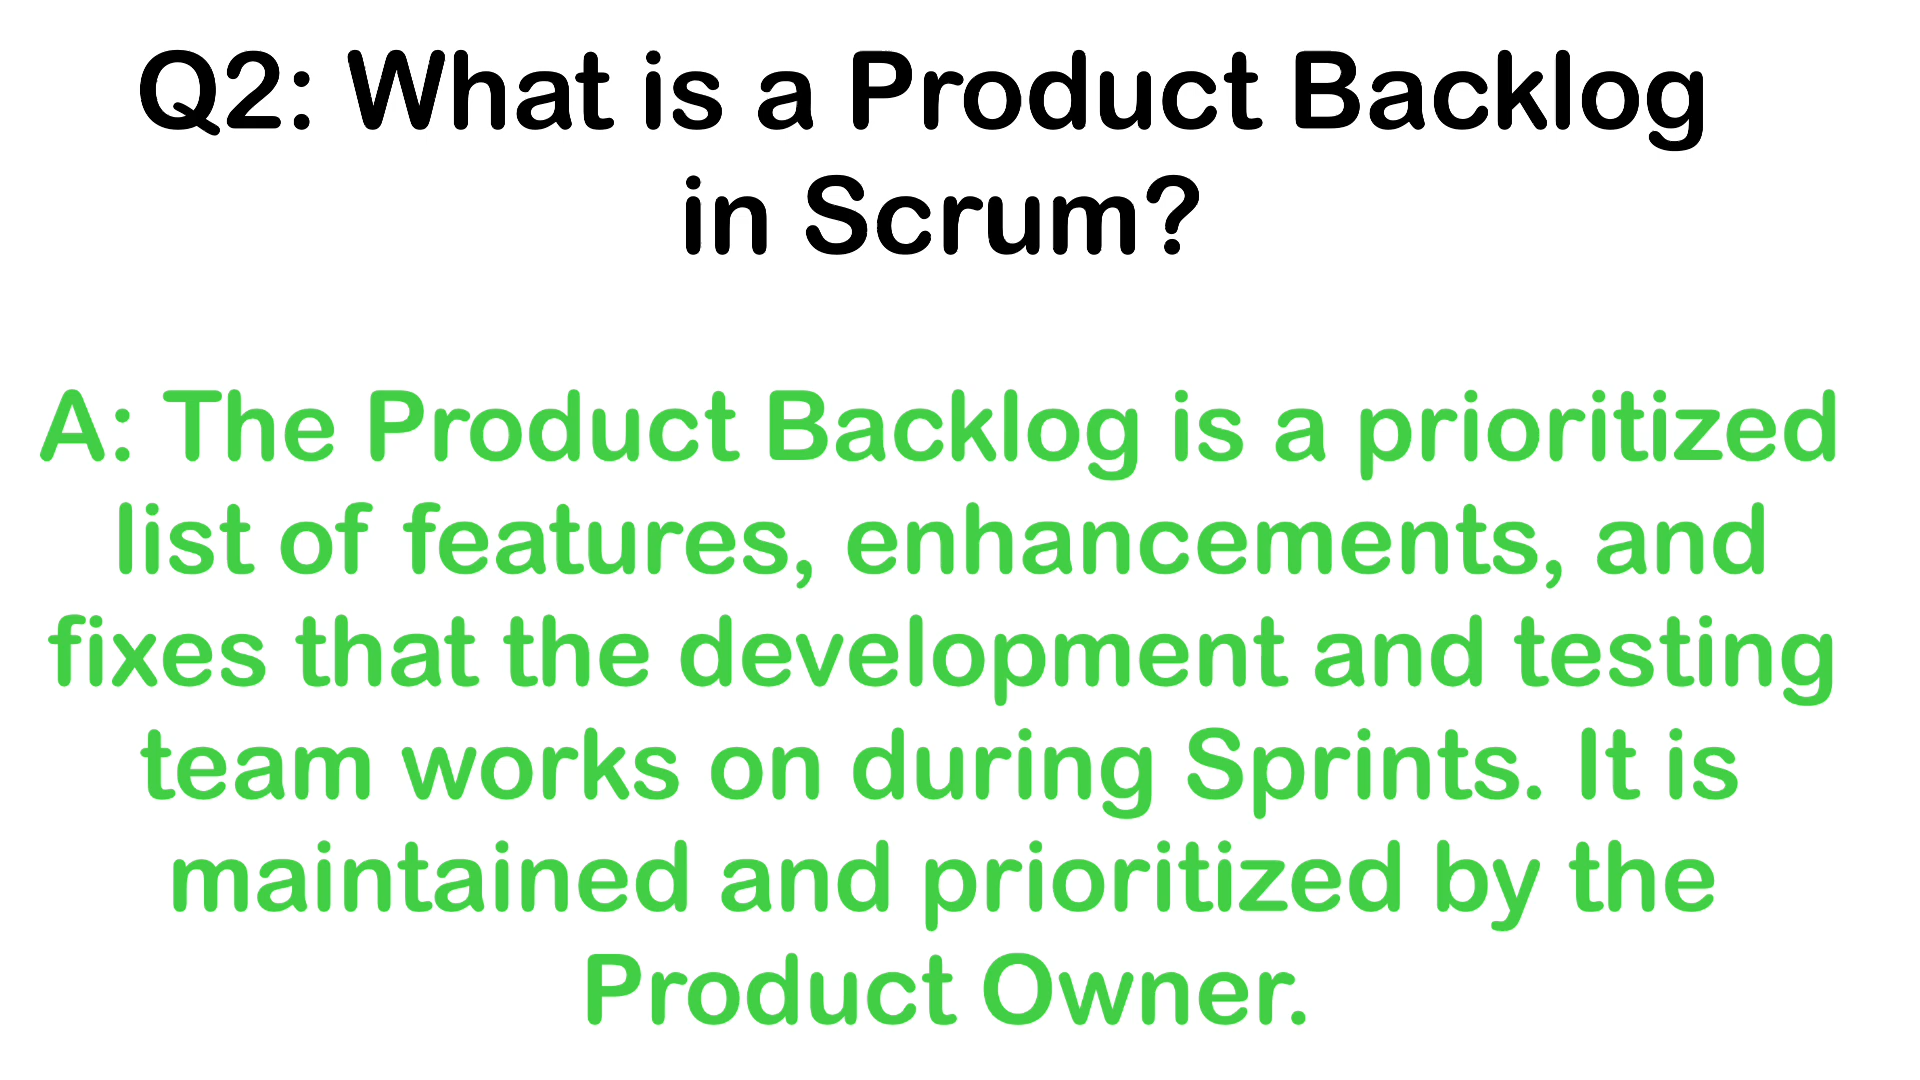 Q2: What is a Product Backlog
in Scrum?
A: The Product Backlog is a prioritized
list of features, enhancements, and
fixes that the development and testing
team works on during Sprints. It is
maintained and prioritized by the
Product Owner.